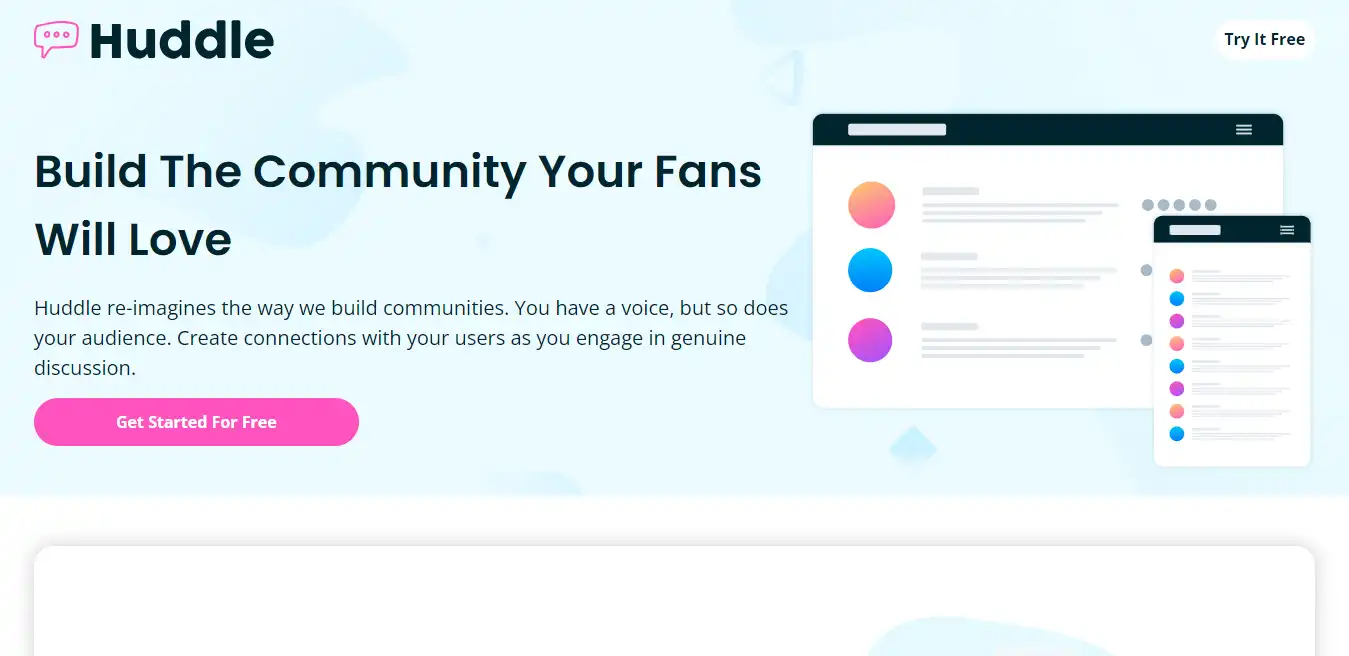 Huddle
Try It Free
Build The Community Your Fans
Will Love
Huddle re-imagines the way we build communities. You have a voice, but so does
your audience. Create connections with your users as you engage in genuine
discussion.
Get Started For Free